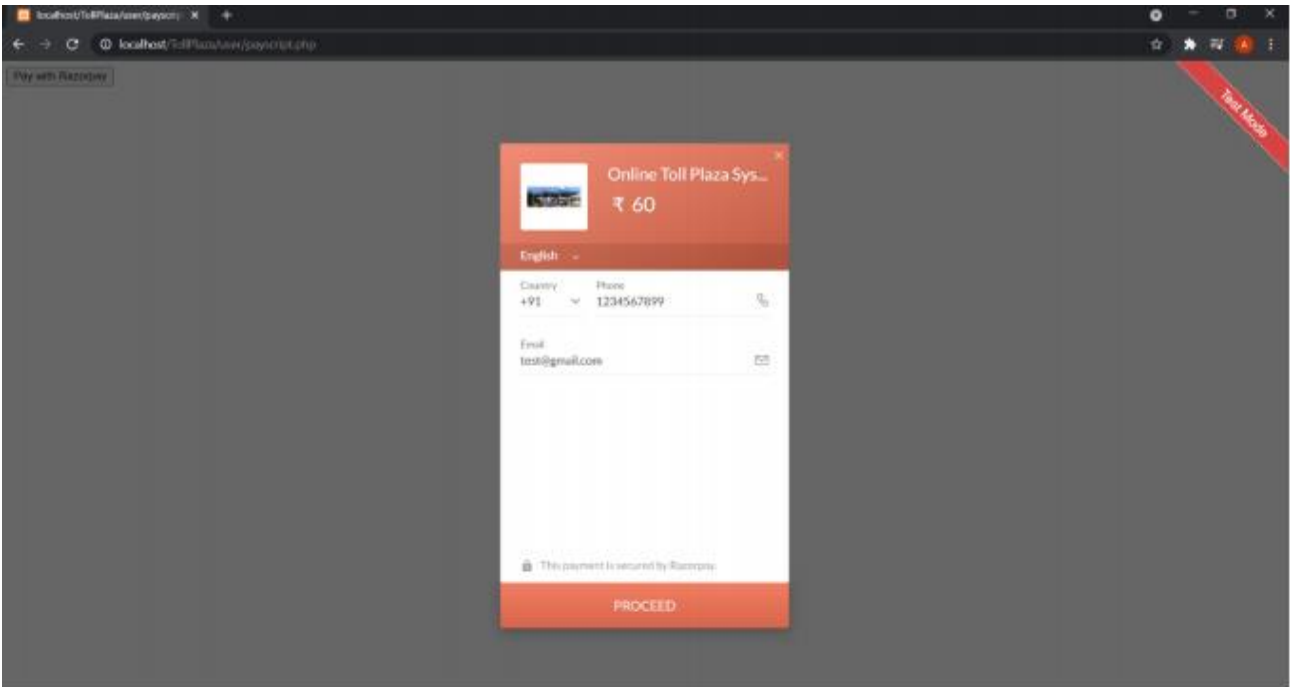 localhost/TollPlaza/user/payscrip
localhost/TollPlaza/user/payscript.php
Pay with Razorpay
Test Mode
Online Toll Plaza Sys...
₹ 60
English
Country
Phone
+91
1234567899
Email
test@gmail.com
This payment is secured by Razorpay.
PROCEED